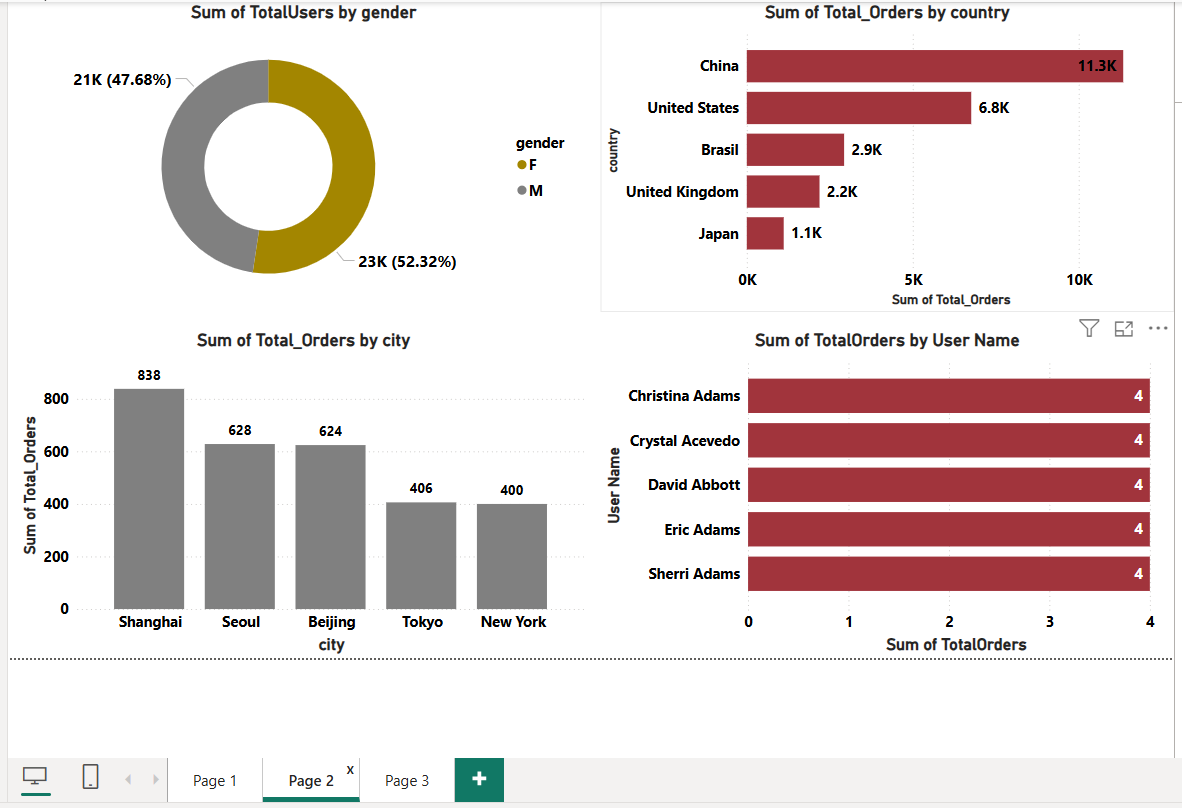 Sum of TotalUsers by gender
21K (47.68%)
23K (52.32%)
gender
F
M
Sum of Total_Orders by country
country
China
11.3K
United States
6.8K
Brasil
2.9K
United Kingdom
2.2K
Japan
1.1K
0K
5K
10K
Sum of Total_Orders
Sum of Total_Orders by city
Sum of Total_Orders
800
600
400
200
0
838
628
624
406
400
Shanghai
Seoul
Beijing
Tokyo
New York
city
Sum of TotalOrders by User Name
User Name
Christina Adams
4
Crystal Acevedo
4
David Abbott
4
Eric Adams
4
Sherri Adams
4
0
1
2
3
4
Sum of TotalOrders
Page 1
Page 2
x
Page 3
+